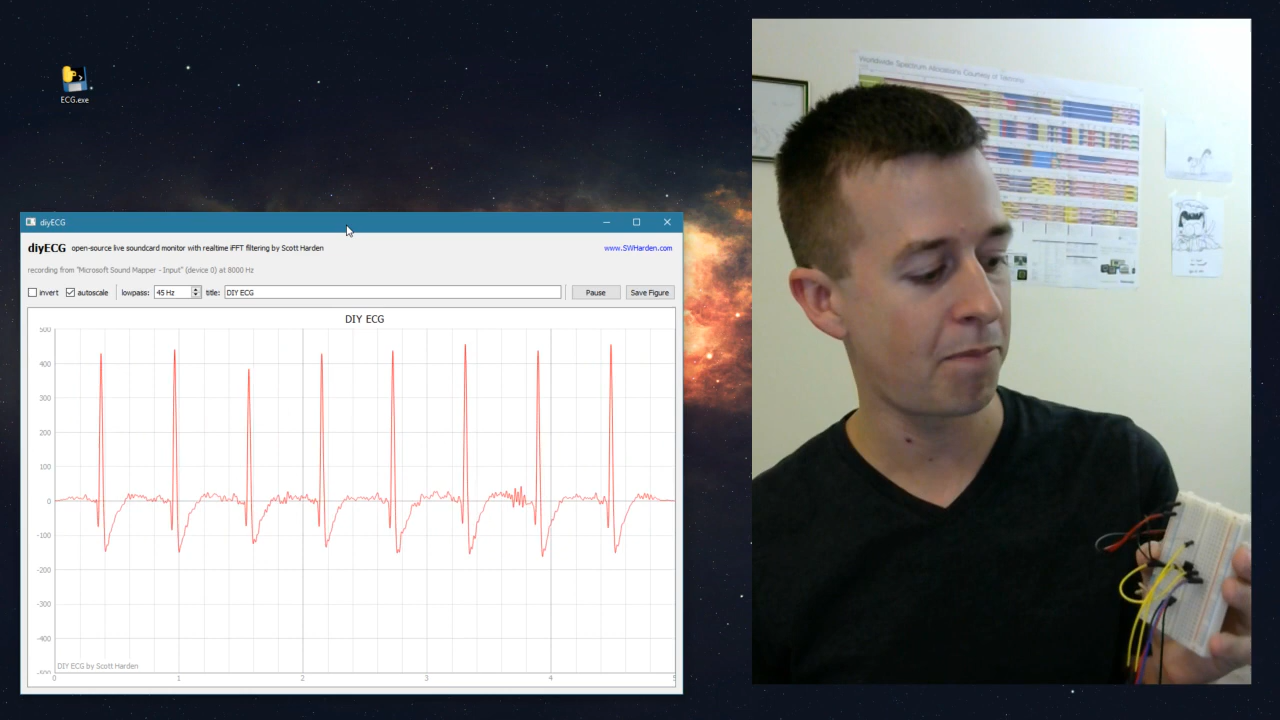 ECG.exe
Worldwide Spectrum Allocations Courtesy of Tektronix
diyECG
diyECG open-source live soundcard monitor with realtime iFFT filtering by Scott Harden
www.SWHarden.com
recording from "Microsoft Sound Mapper - Input" (device 0) at 8000 Hz
invert autoscale lowpass: 45 Hz title: DIY ECG Pause Save Figure
DIY ECG
500
400
300
200
100
0
-100
-200
-300
-400
-500
DIY ECG by Scott Harden
0 1 2 3 4 5